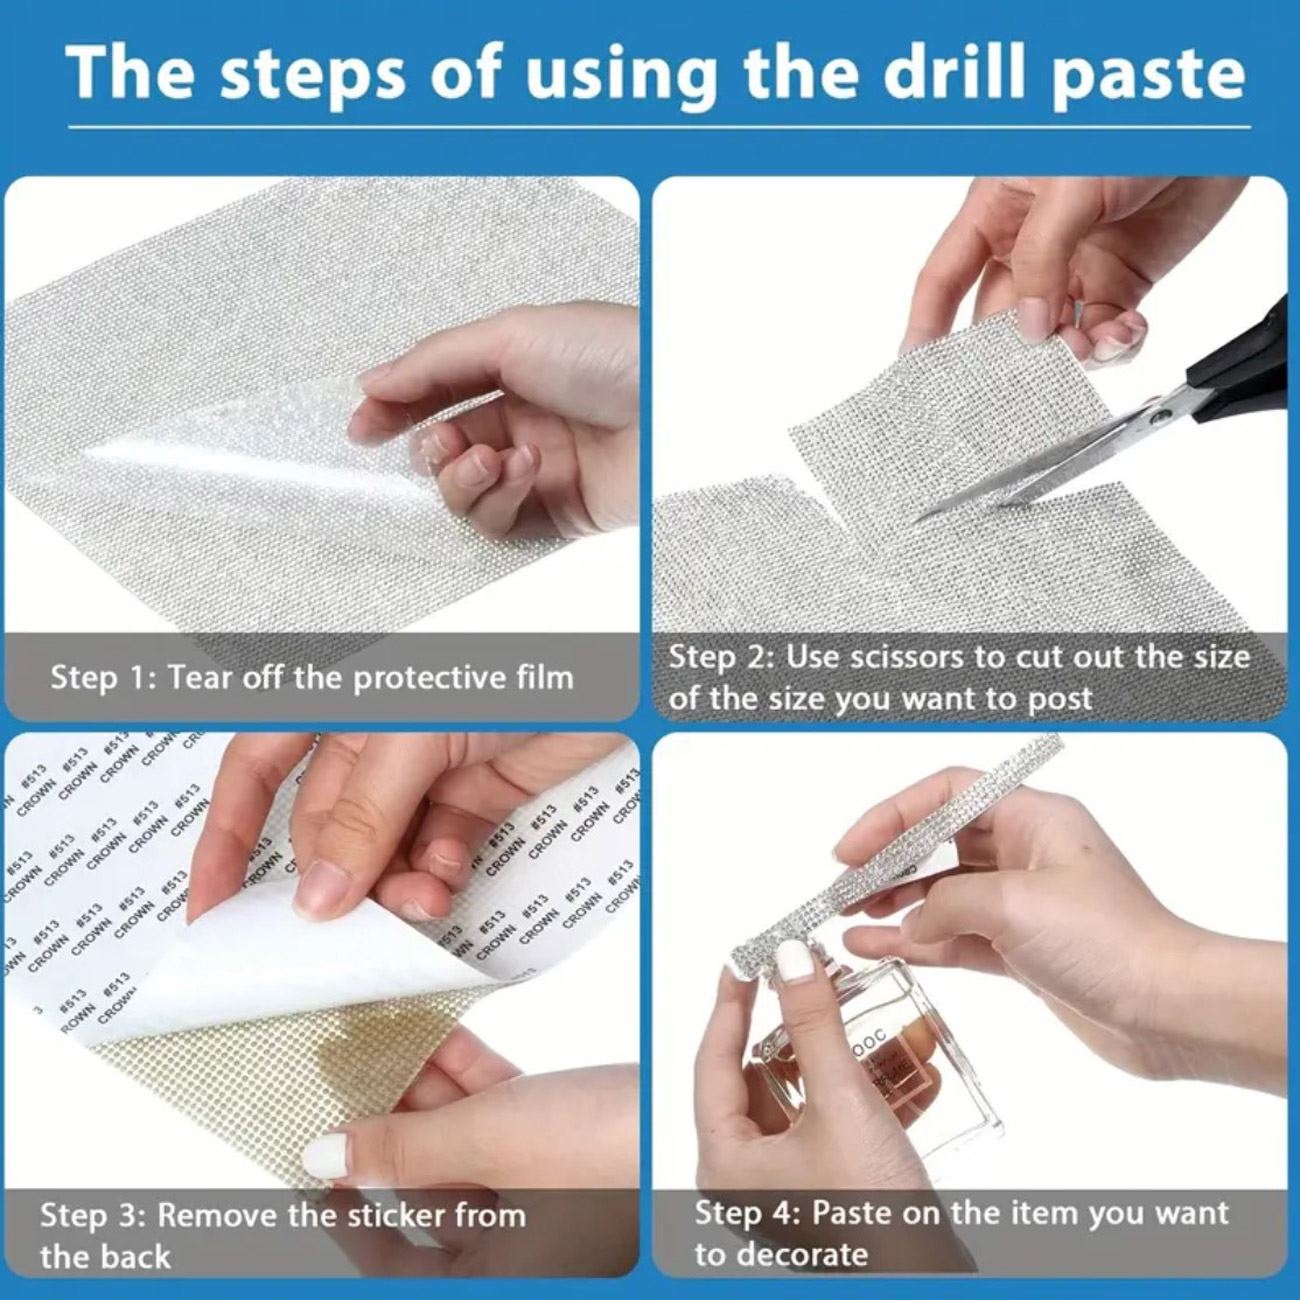 The steps of using the drill paste
Step 1: Tear off the protective film
Step 2: Use scissors to cut out the size
of the size you want to post
#513
CROWN
Step 3: Remove the sticker from
the back
Step 4: Paste on the item you want
to decorate